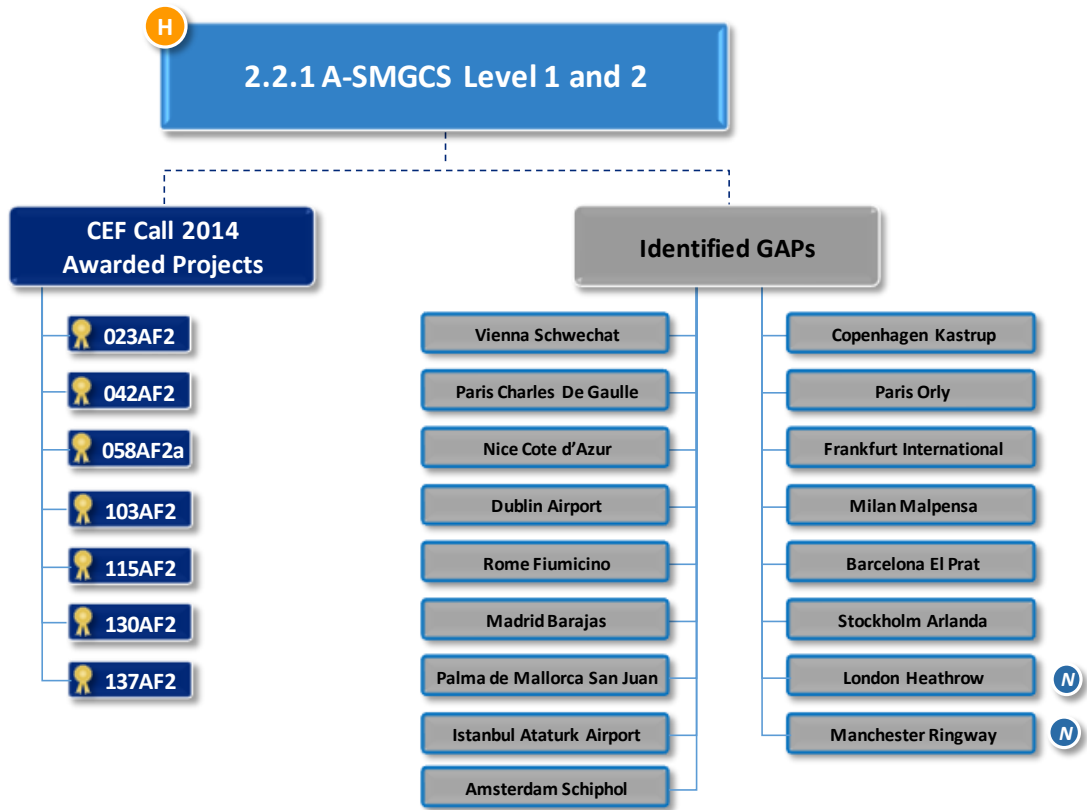 H
2.2.1 A-SMGCS Level 1 and 2
CEF Call 2014
Awarded Projects
023AF2
042AF2
058AF2a
103AF2
115AF2
130AF2
137AF2
Identified GAPs
Vienna Schwechat
Paris Charles De Gaulle
Nice Cote d’Azur
Dublin Airport
Rome Fiumicino
Madrid Barajas
Palma de Mallorca San Juan
Istanbul Ataturk Airport
Amsterdam Schiphol
Copenhagen Kastrup
Paris Orly
Frankfurt International
Milan Malpensa
Barcelona El Prat
Stockholm Arlanda
London Heathrow
N
Manchester Ringway
N